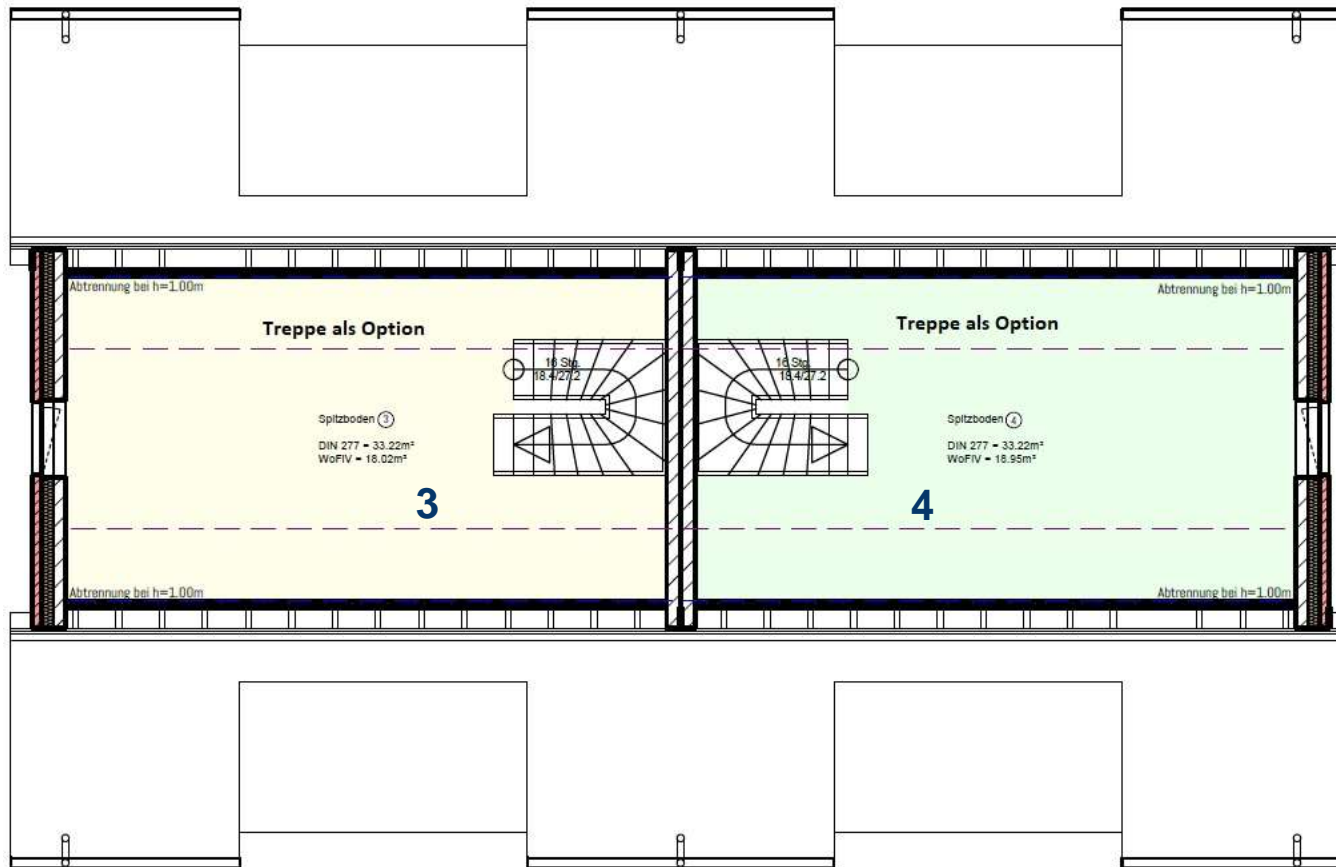 Abtrennung bei h=1.00m
Abtrennung bei h=1.00m
Treppe als Option
Treppe als Option
16 Stg.
18.4/27.2
16 Stg.
18.4/27.2
Spitzboden 3
DIN 277 = 33.22m²
WoFIV = 18.02m²
Spitzboden 4
DIN 277 = 33.22m²
WoFIV = 18.95m²
3
4
Abtrennung bei h=1.00m
Abtrennung bei h=1.00m